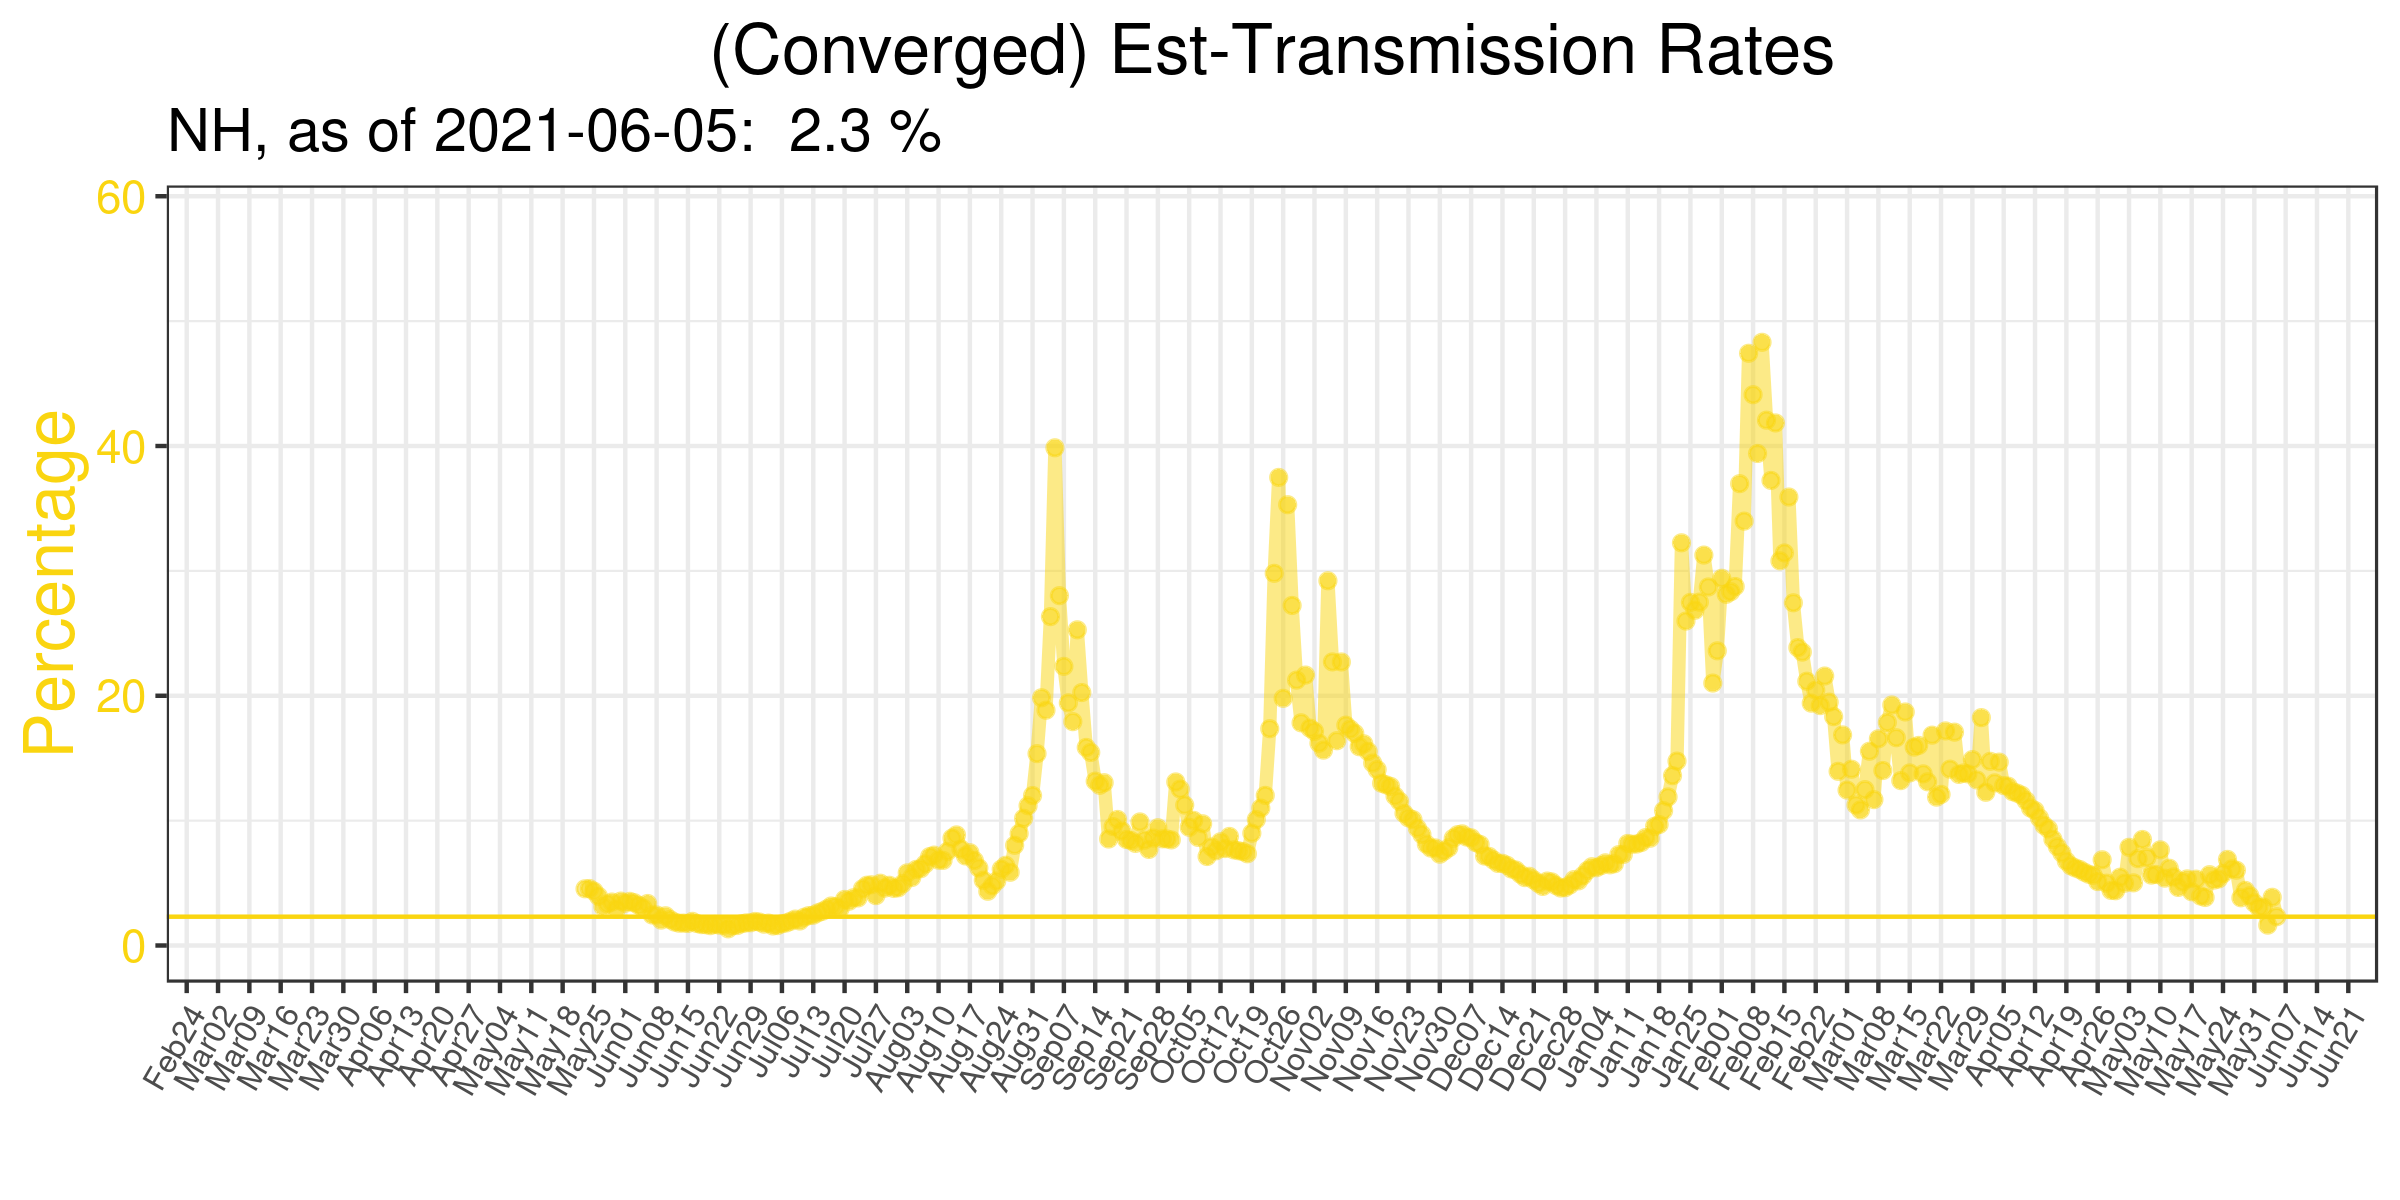 (Converged) Est-Transmission Rates
NH, as of 2021-06-05:  2.3 %
Percentage
60
40
20
0
Feb24
Mar02
Mar09
Mar16
Mar23
Mar30
Apr06
Apr13
Apr20
Apr27
May04
May11
May18
May25
Jun01
Jun08
Jun15
Jun22
Jun29
Jul06
Jul13
Jul20
Jul27
Aug03
Aug10
Aug17
Aug24
Aug31
Sep07
Sep14
Sep21
Sep28
Oct05
Oct12
Oct19
Oct26
Nov02
Nov09
Nov16
Nov23
Nov30
Dec07
Dec14
Dec21
Dec28
Jan04
Jan11
Jan18
Jan25
Feb01
Feb08
Feb15
Feb22
Mar01
Mar08
Mar15
Mar22
Mar29
Apr05
Apr12
Apr19
Apr26
May03
May10
May17
May24
May31
Jun07
Jun14
Jun21